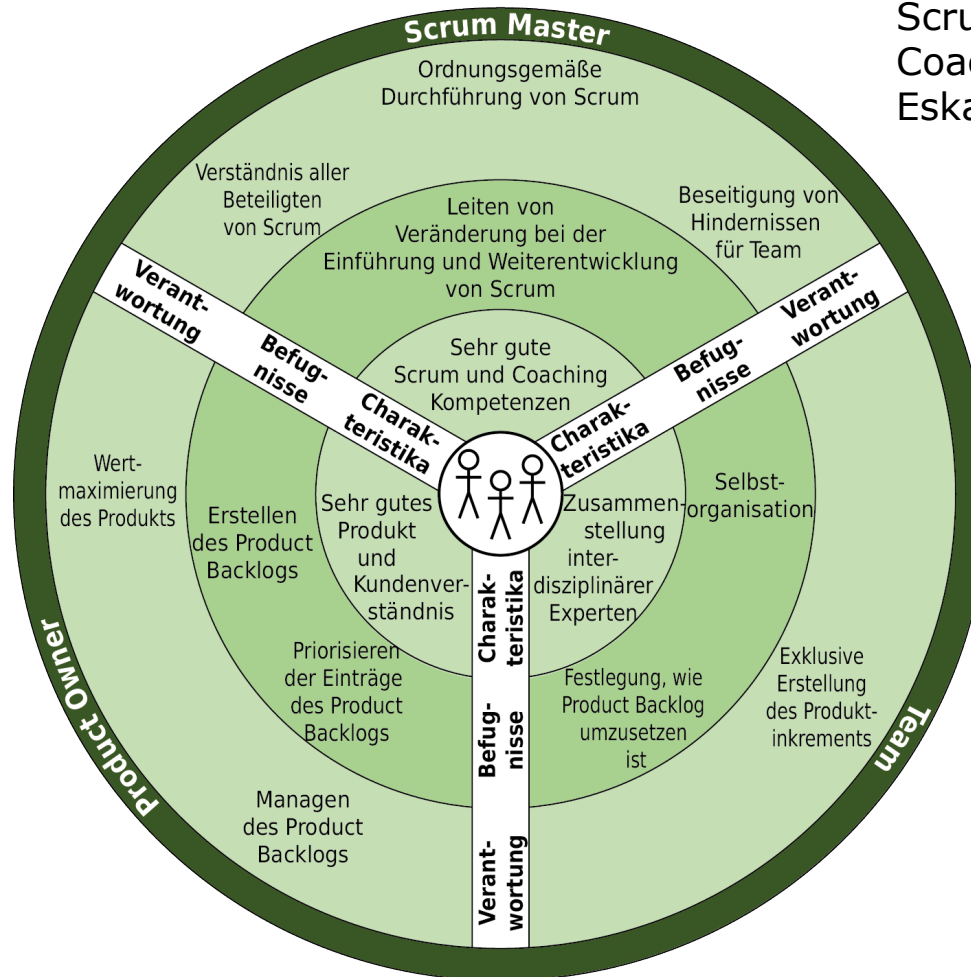 Scrum Master
Ordnungsgemäße
Durchführung von Scrum
Verständnis aller
Beteiligten
von Scrum
Beseitigung von
Hindernissen
für Team
Leiten von
Veränderung bei der
Einführung und Weiterentwicklung
von Scrum
Sehr gute
Scrum und Coaching
Kompetenzen
Verant-
wortung
Befug-
nisse
Charak-
teristika
Charak-
teristika
Befug-
nisse
Verant-
wortung
Product Owner
Wert-
maximierung
des Produkts
Managen
des Product
Backlogs
Erstellen
des Product
Backlogs
Priorisieren
der Einträge
des Product
Backlogs
Sehr gutes
Produkt
und
Kundenver-
ständnis
Charak-
teristika
Befug-
nisse
Verant-
wortung
Team
Zusammen-
stellung
inter-
disziplinärer
Experten
Selbst-
organisation
Festlegung, wie
Product Backlog
umzusetzen
ist
Exklusive
Erstellung
des Produkt-
inkrements
Scru
Coac
Eska